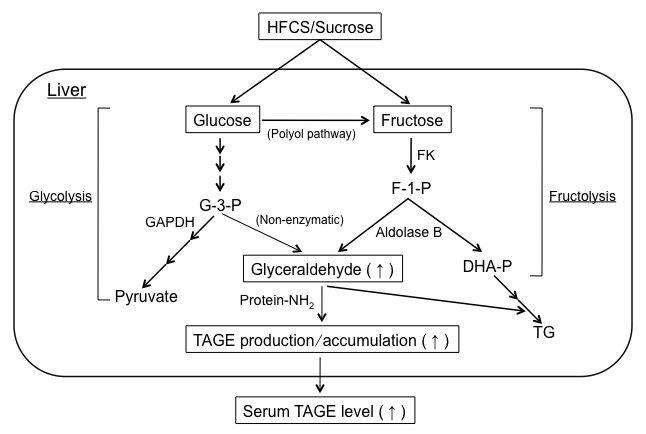 HFCS/Sucrose
Liver
Glucose
(Polyol pathway)
Fructose
FK
Glycolysis
Fructolysis
G-3-P
F-1-P
GAPDH
(Non-enzymatic)
Aldolase B
Glyceraldehyde ( ↑ )
DHA-P
Pyruvate
Protein-NH₂
TG
TAGE production/accumulation ( ↑ )
Serum TAGE level ( ↑ )